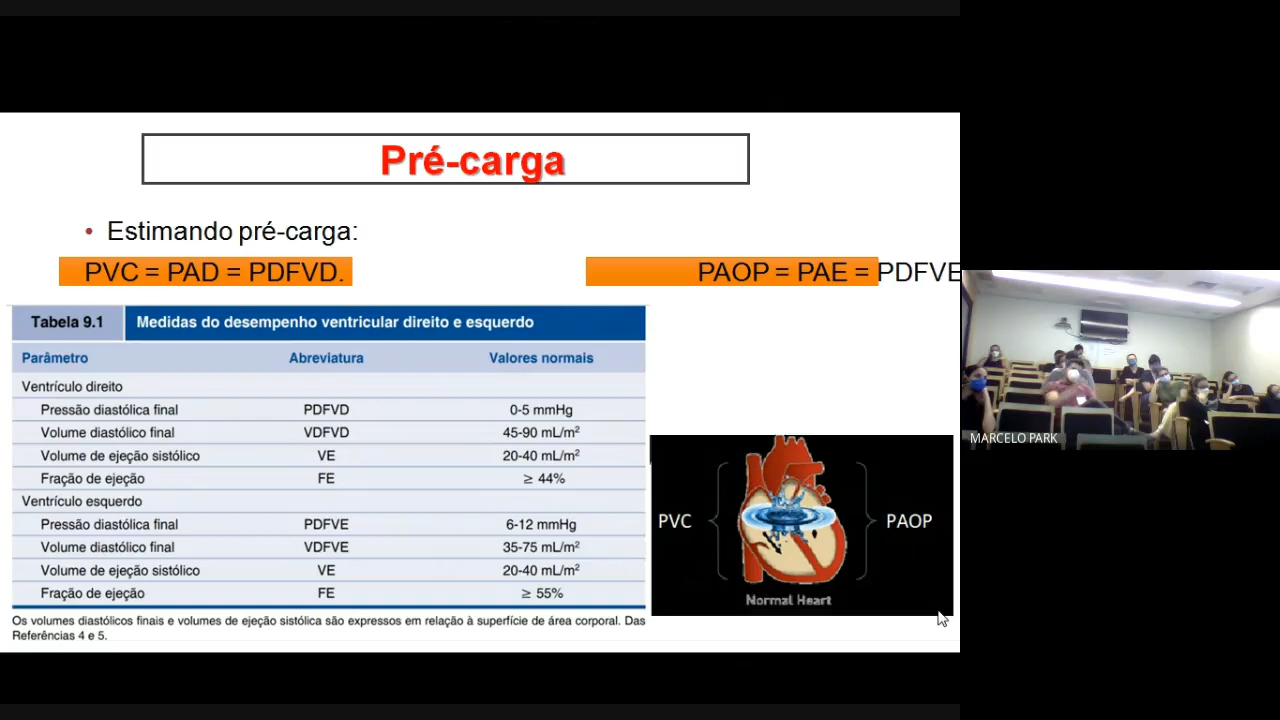 Pré-carga
• Estimando pré-carga:
PVC = PAD = PDFVD.
PAOP = PAE = PDFVE
Tabela 9.1 Medidas do desempenho ventricular direito e esquerdo
Parâmetro Abreviatura Valores normais
Ventrículo direito
Pressão diastólica final PDFVD 0-5 mmHg
Volume diastólico final VDFVD 45-90 mL/m²
Volume de ejeção sistólico VE 20-40 mL/m²
Fração de ejeção FE ≥ 44%
Ventrículo esquerdo
Pressão diastólica final PDFVE 6-12 mmHg
Volume diastólico final VDFVE 35-75 mL/m²
Volume de ejeção sistólico VE 20-40 mL/m²
Fração de ejeção FE ≥ 55%
Os volumes diastólicos finais e volumes de ejeção sistólica são expressos em relação à superfície de área corporal. Das
Referências 4 e 5.
PVC
PAOP
Normal Heart
MARCELO PARK